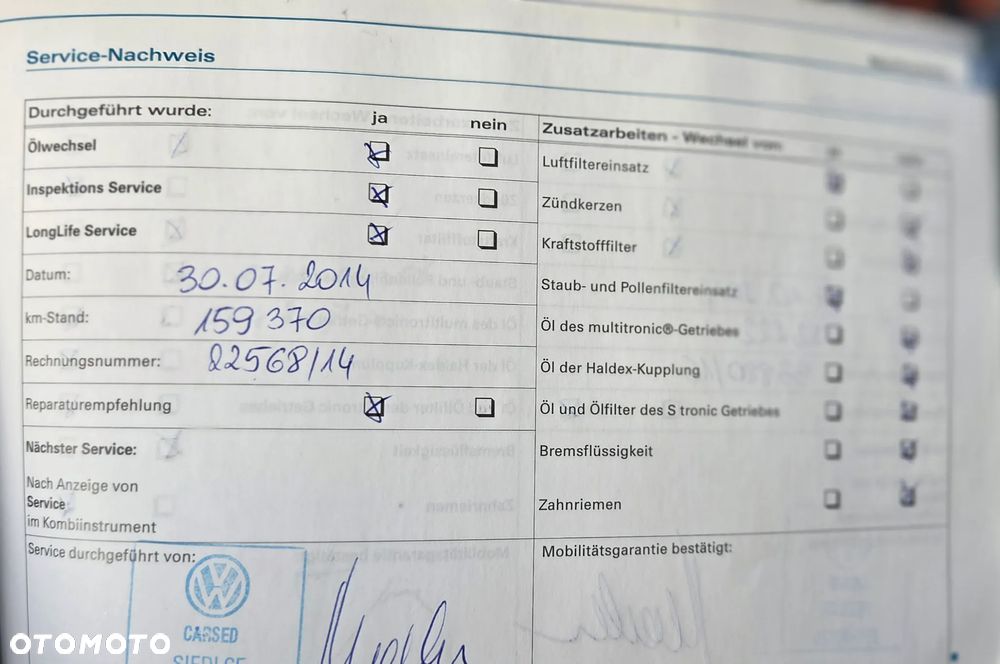 Service-Nachweis
Durchgeführt wurde: ja nein
Ölwechsel
Inspektions Service
LongLife Service
Datum: 30.07.2014
km-Stand: 159 370
Rechnungsnummer: 22568/14
Reparaturempfehlung
Nächster Service:
Nach Anzeige von
Service
im Kombiinstrument
Service durchgeführt von:
CARSED
SIEDLCE
Zusatzarbeiten - Wechsel von
Luftfiltereinsatz
Zündkerzen
Kraftstofffilter
Staub- und Pollenfiltereinsatz
Öl des multitronic®-Getriebes
Öl der Haldex-Kupplung
Öl und Ölfilter des S tronic Getriebes
Bremsflüssigkeit
Zahnriemen
Mobilitätsgarantie bestätigt:
OTOMOTO